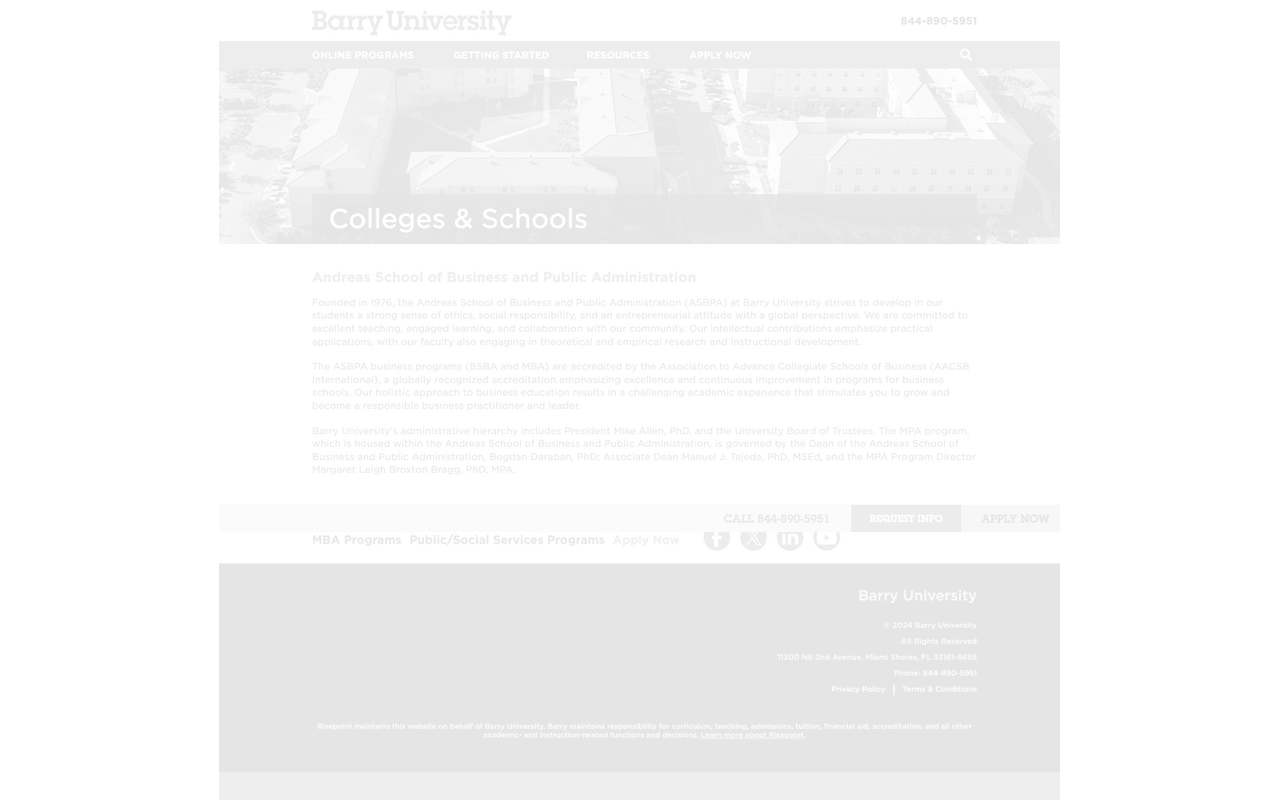 Barry University
844-890-5951
ONLINE PROGRAMS GETTING STARTED RESOURCES APPLY NOW
Colleges & Schools
Andreas School of Business and Public Administration
Founded in 1976, the Andreas School of Business and Public Administration (ASBPA) at Barry University strives to develop in our
students a strong sense of ethics, social responsibility, and an entrepreneurial attitude with a global perspective. We are committed to
excellent teaching, engaged learning, and collaboration with our community. Our intellectual contributions emphasize practical
applications, with our faculty also engaging in theoretical and empirical research and instructional development.
The ASBPA business programs (BSBA and MBA) are accredited by the Association to Advance Collegiate Schools of Business (AACSB
International), a globally recognized accreditation emphasizing excellence and continuous improvement in programs for business
schools. Our holistic approach to business education results in a challenging academic experience that stimulates you to grow and
become a responsible business practitioner and leader.
Barry University's administrative hierarchy includes President Mike Allen, PhD, and the University Board of Trustees. The MPA program,
which is housed within the Andreas School of Business and Public Administration, is governed by the Dean of the Andreas School of
Business and Public Administration, Bogdan Daraban, PhD; Associate Dean Manuel J. Tejeda, PhD, MSEd, and the MPA Program Director
Margaret Leigh Broxton Bragg, PhD, MPA.
CALL 844-890-5951 REQUEST INFO APPLY NOW
MBA Programs Public/Social Services Programs Apply Now
Barry University
© 2024 Barry University
All Rights Reserved
11300 NE 2nd Avenue, Miami Shores, FL 33161-6695
Phone: 844-890-5951
Privacy Policy | Terms & Conditions
Risepoint maintains this website on behalf of Barry University. Barry maintains responsibility for curriculum, teaching, admissions, tuition, financial aid, accreditation, and all other
academic- and instruction-related functions and decisions. Learn more about Risepoint.